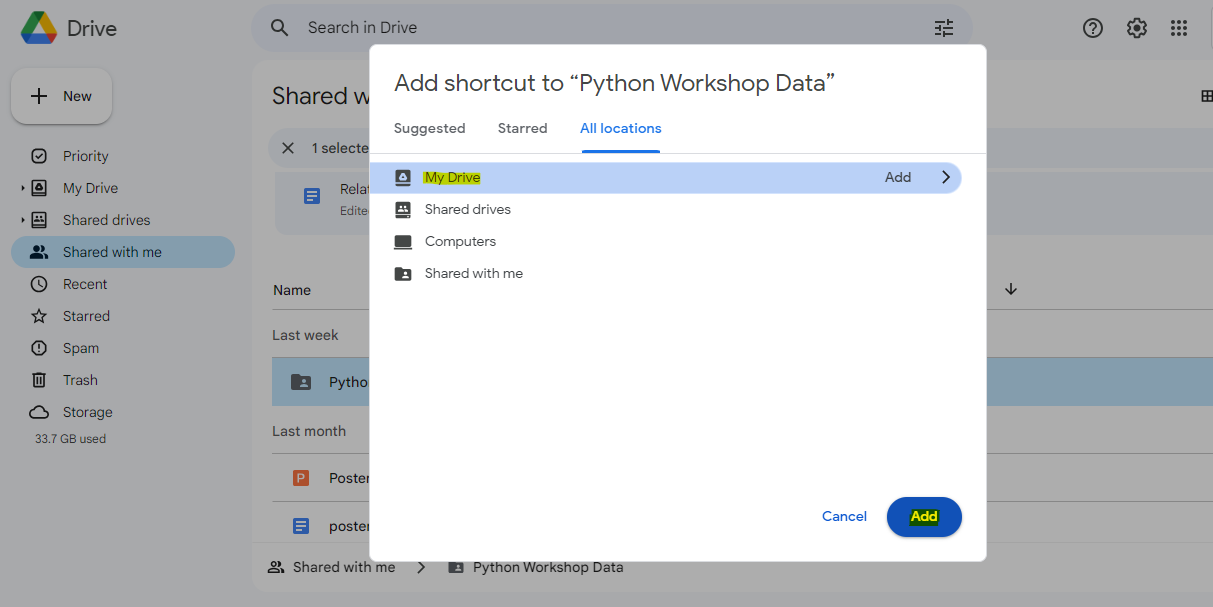 Drive
Search in Drive
New
Priority
My Drive
Shared drives
Shared with me
Recent
Starred
Spam
Trash
Storage
33.7 GB used
Shared w
1 selecte
Relat
Edite
Name
Last week
Pytho
Last month
P
Poster
poster
Shared with me
Python Workshop Data
Add shortcut to “Python Workshop Data”
Suggested Starred All locations
My Drive Add
Shared drives
Computers
Shared with me
Cancel Add